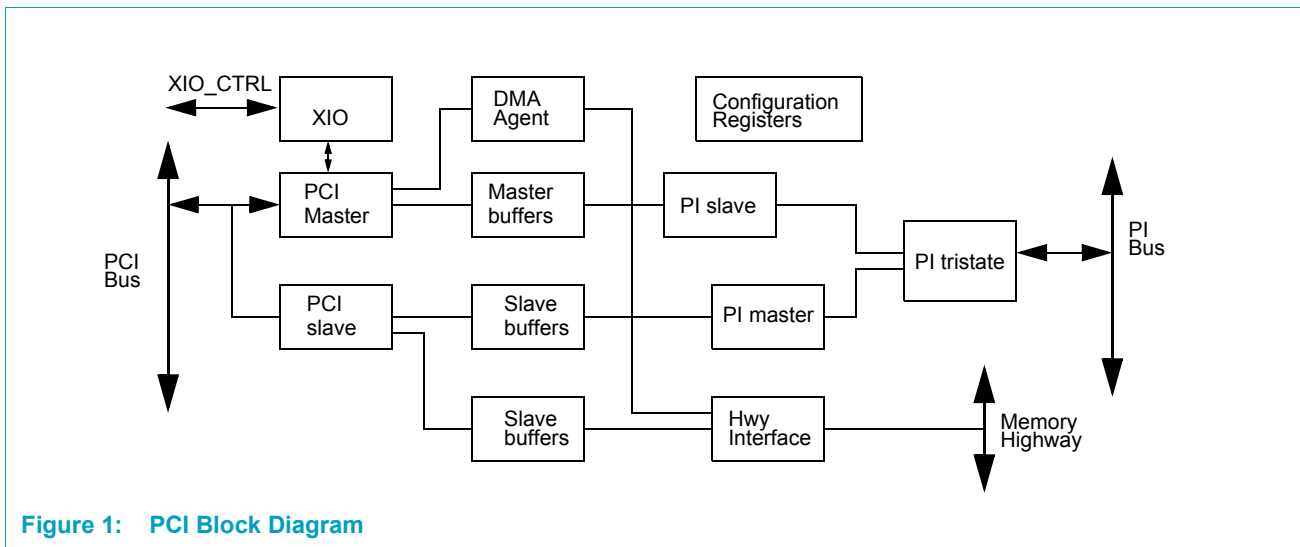 XIO_CTRL
XIO
DMA
Agent
Configuration
Registers
PCI
Master
Master
buffers
PI slave
PI tristate
PI
Bus
PCI
Bus
PCI
slave
Slave
buffers
PI master
Slave
buffers
Hwy
Interface
Memory
Highway
Figure 1: PCI Block Diagram